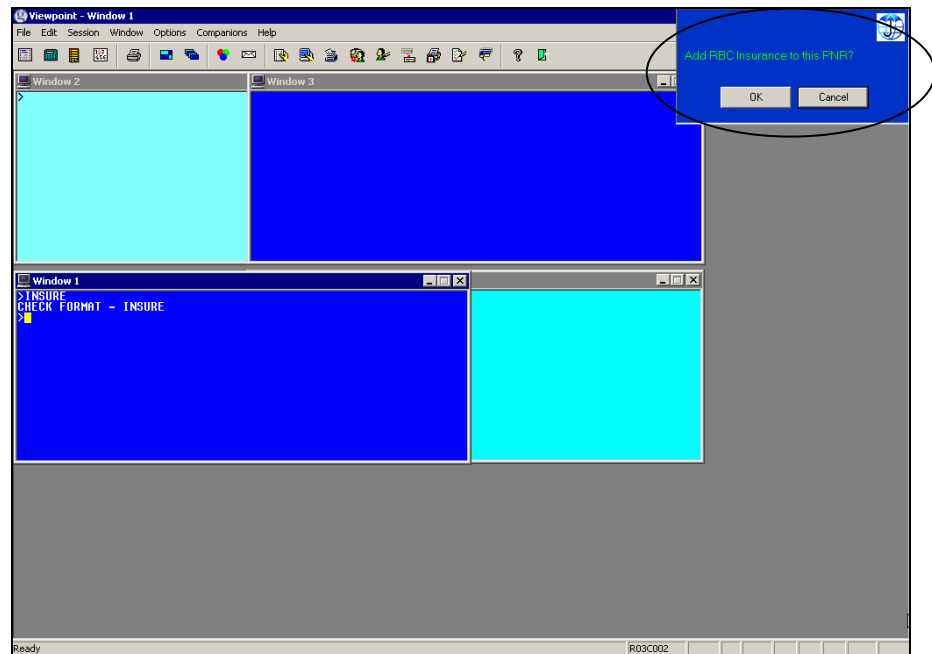 Viewpoint - Window 1
File Edit Session Window Options Companions Help
Add RBC Insurance to this PNR?
OK Cancel
Window 2
Window 3
>
Window 1
>INSURE
CHECK FORMAT - INSURE
>
Ready
R03C002